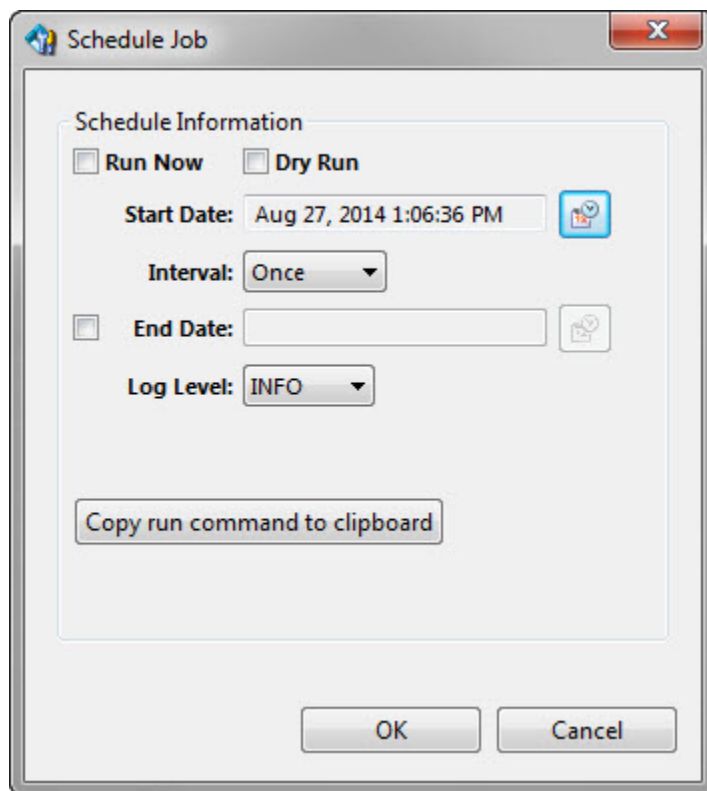 Schedule Job
Schedule Information
Run Now Dry Run
Start Date: Aug 27, 2014 1:06:36 PM
Interval: Once
End Date:
Log Level: INFO
Copy run command to clipboard
OK Cancel